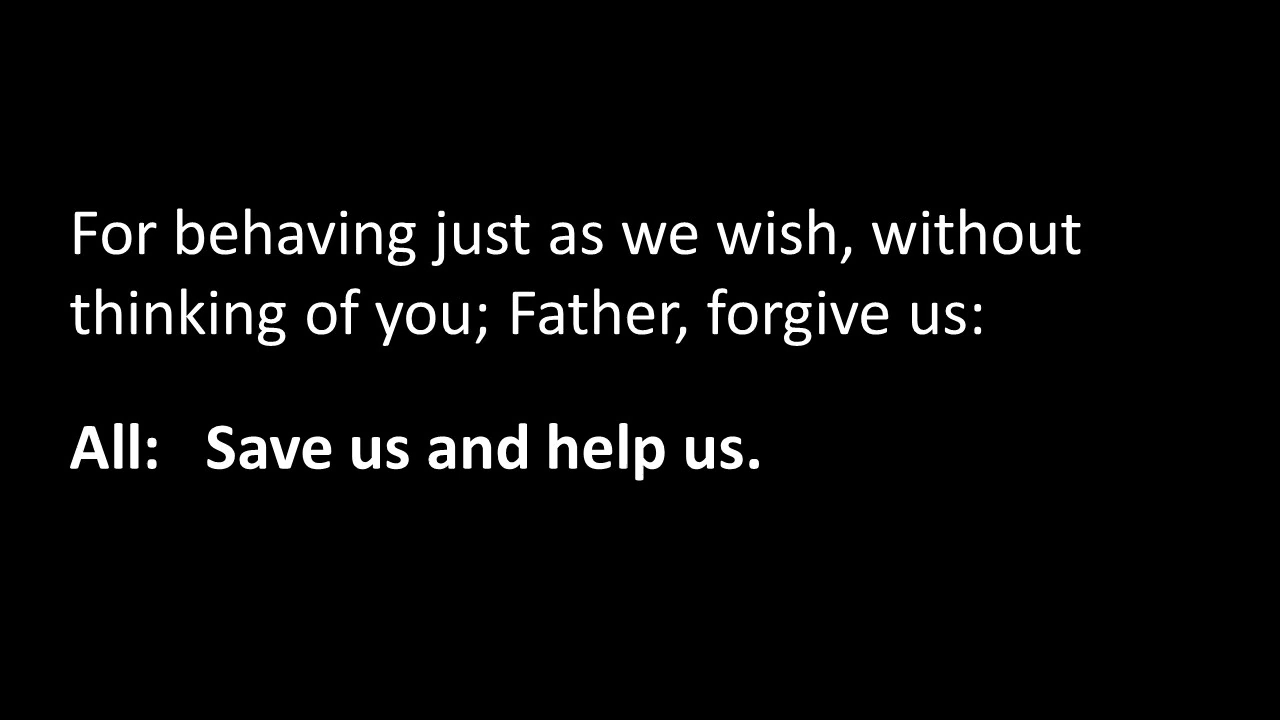 For behaving just as we wish, without
thinking of you; Father, forgive us:
All: Save us and help us.